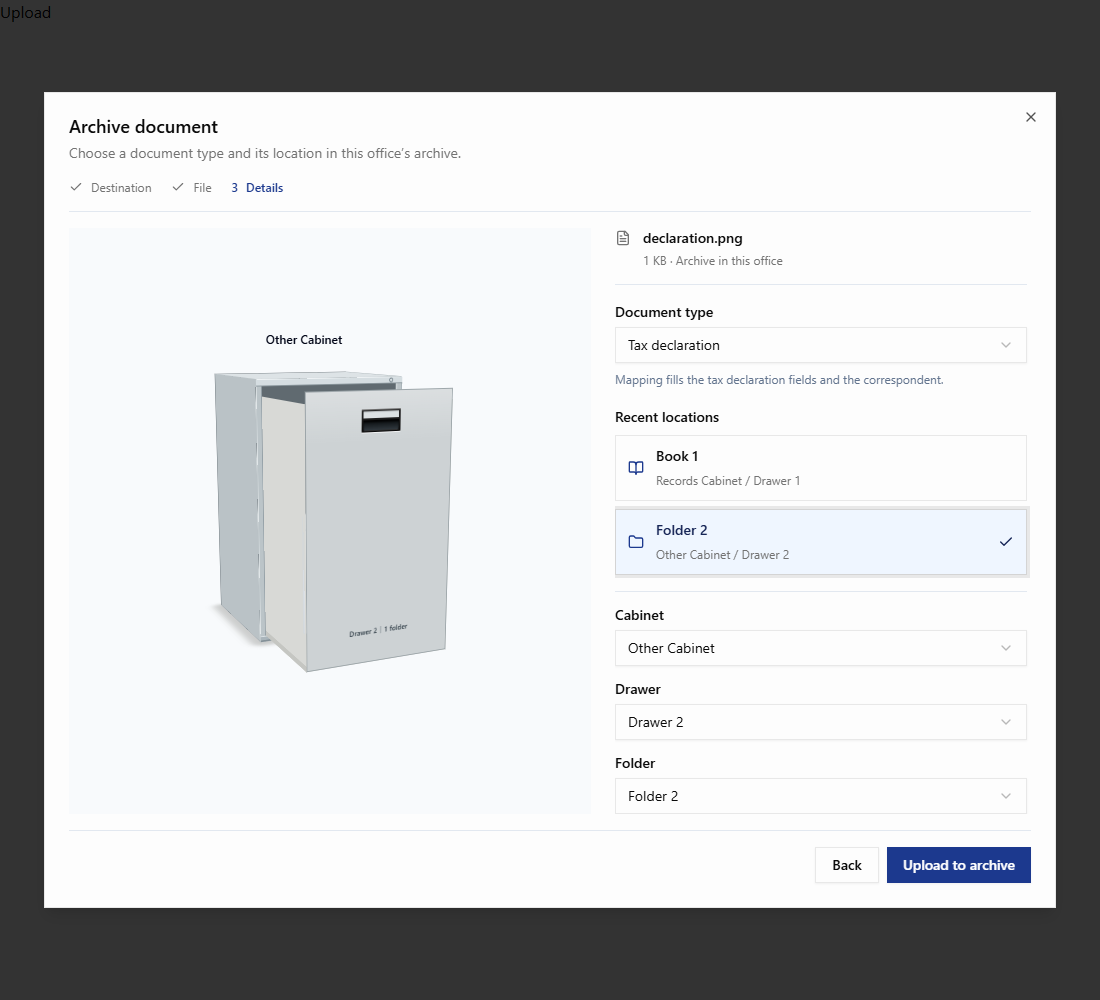 Upload
Archive document
Choose a document type and its location in this office's archive.
Destination
File
3 Details
Other Cabinet
Drawer 2 | 1 folder
declaration.png
1 KB · Archive in this office
Document type
Tax declaration
Mapping fills the tax declaration fields and the correspondent.
Recent locations
Book 1
Records Cabinet / Drawer 1
Folder 2
Other Cabinet / Drawer 2
Cabinet
Other Cabinet
Drawer
Drawer 2
Folder
Folder 2
Back
Upload to archive